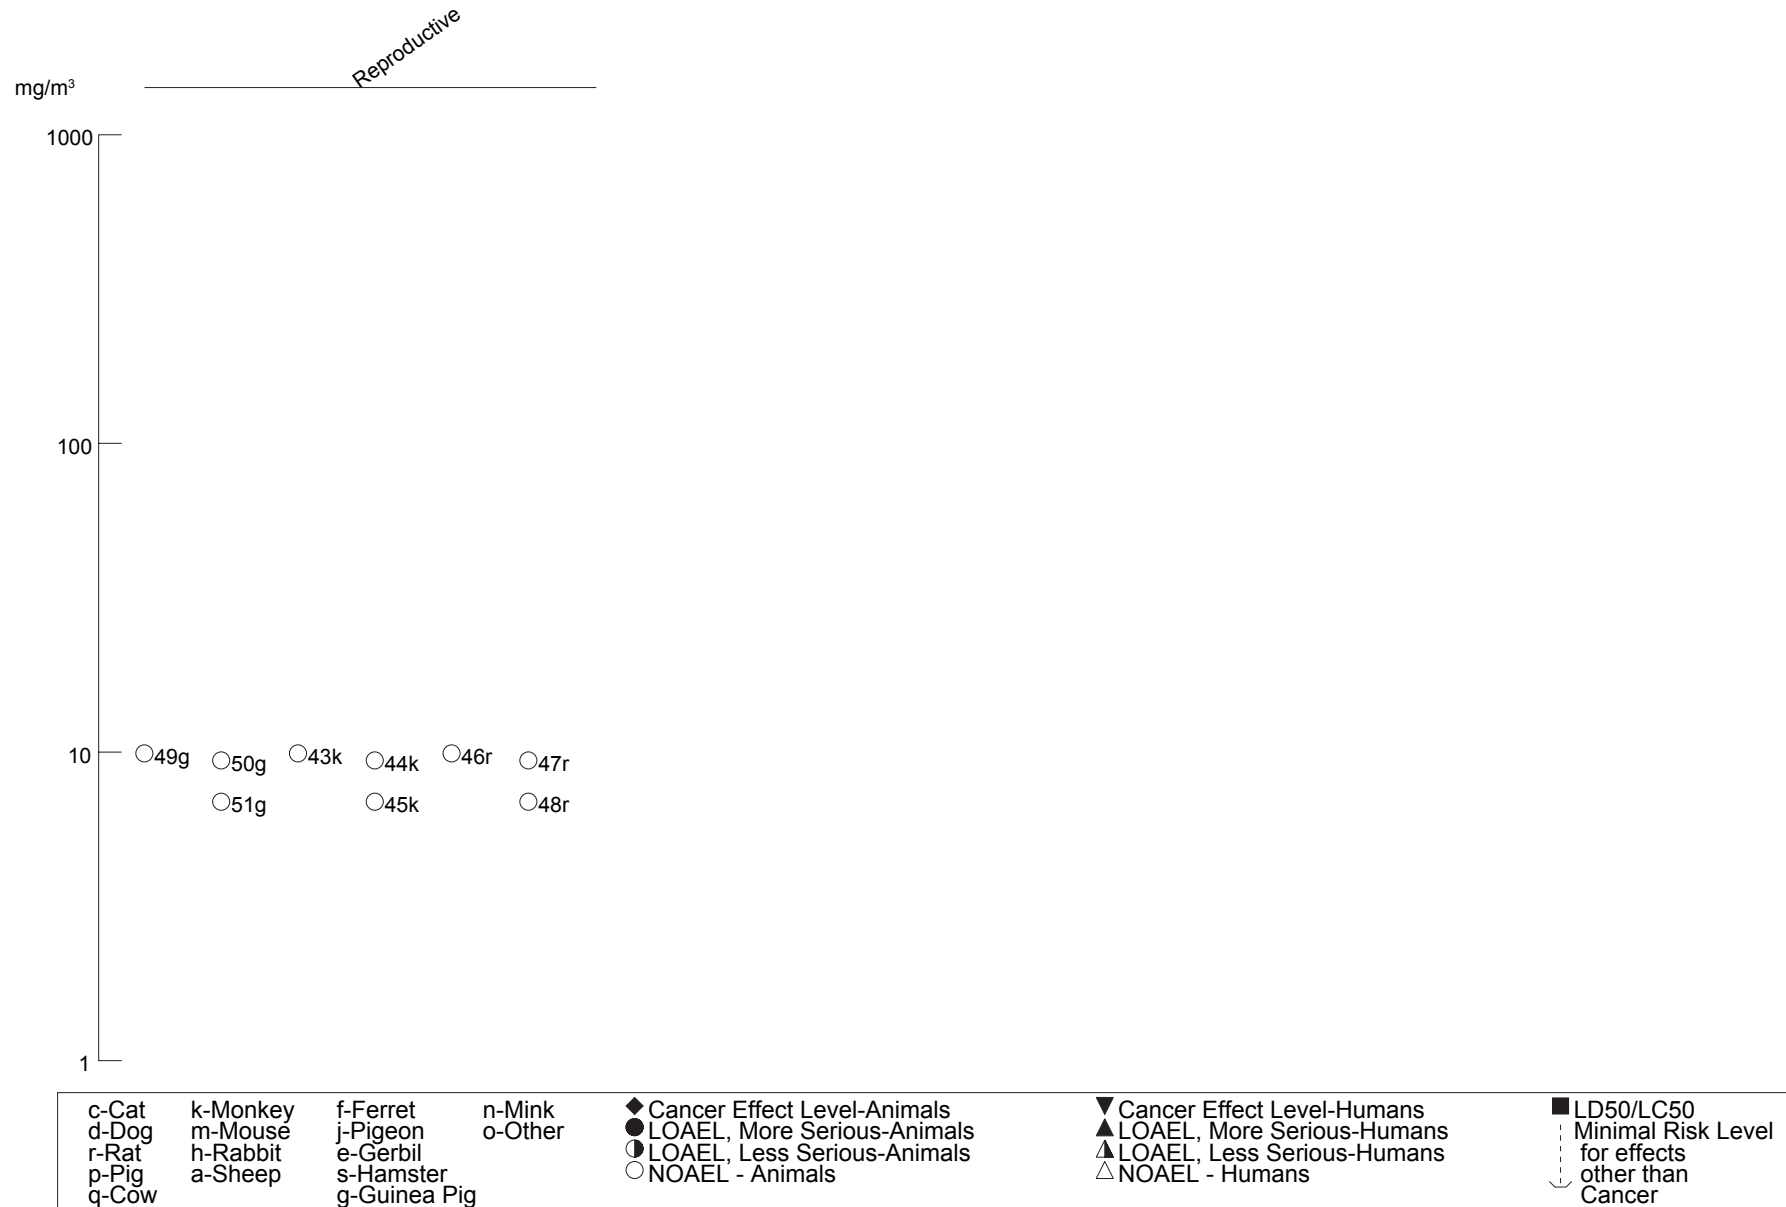 Reproductive
mg/m³
1000
100
10
49g 50g 43k 44k 46r 47r
51g 45k 48r
1
c-Cat k-Monkey f-Ferret n-Mink Cancer Effect Level-Animals Cancer Effect Level-Humans LD50/LC50
d-Dog m-Mouse j-Pigeon o-Other LOAEL, More Serious-Animals LOAEL, More Serious-Humans Minimal Risk Level
r-Rat h-Rabbit e-Gerbil LOAEL, Less Serious-Animals LOAEL, Less Serious-Humans for effects
p-Pig a-Sheep s-Hamster NOAEL - Animals NOAEL - Humans other than
q-Cow g-Guinea Pig Cancer